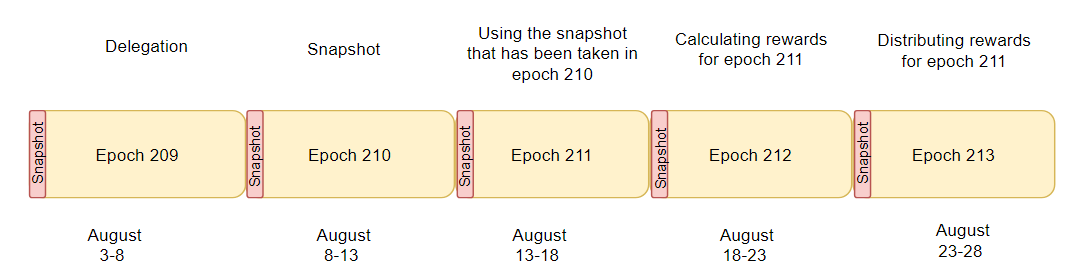 Delegation
Snapshot
Using the snapshot
that has been taken in
epoch 210
Calculating rewards
for epoch 211
Distributing rewards
for epoch 211
Snapshot
Epoch 209
Snapshot
Epoch 210
Snapshot
Epoch 211
Snapshot
Epoch 212
Snapshot
Epoch 213
August
3-8
August
8-13
August
13-18
August
18-23
August
23-28